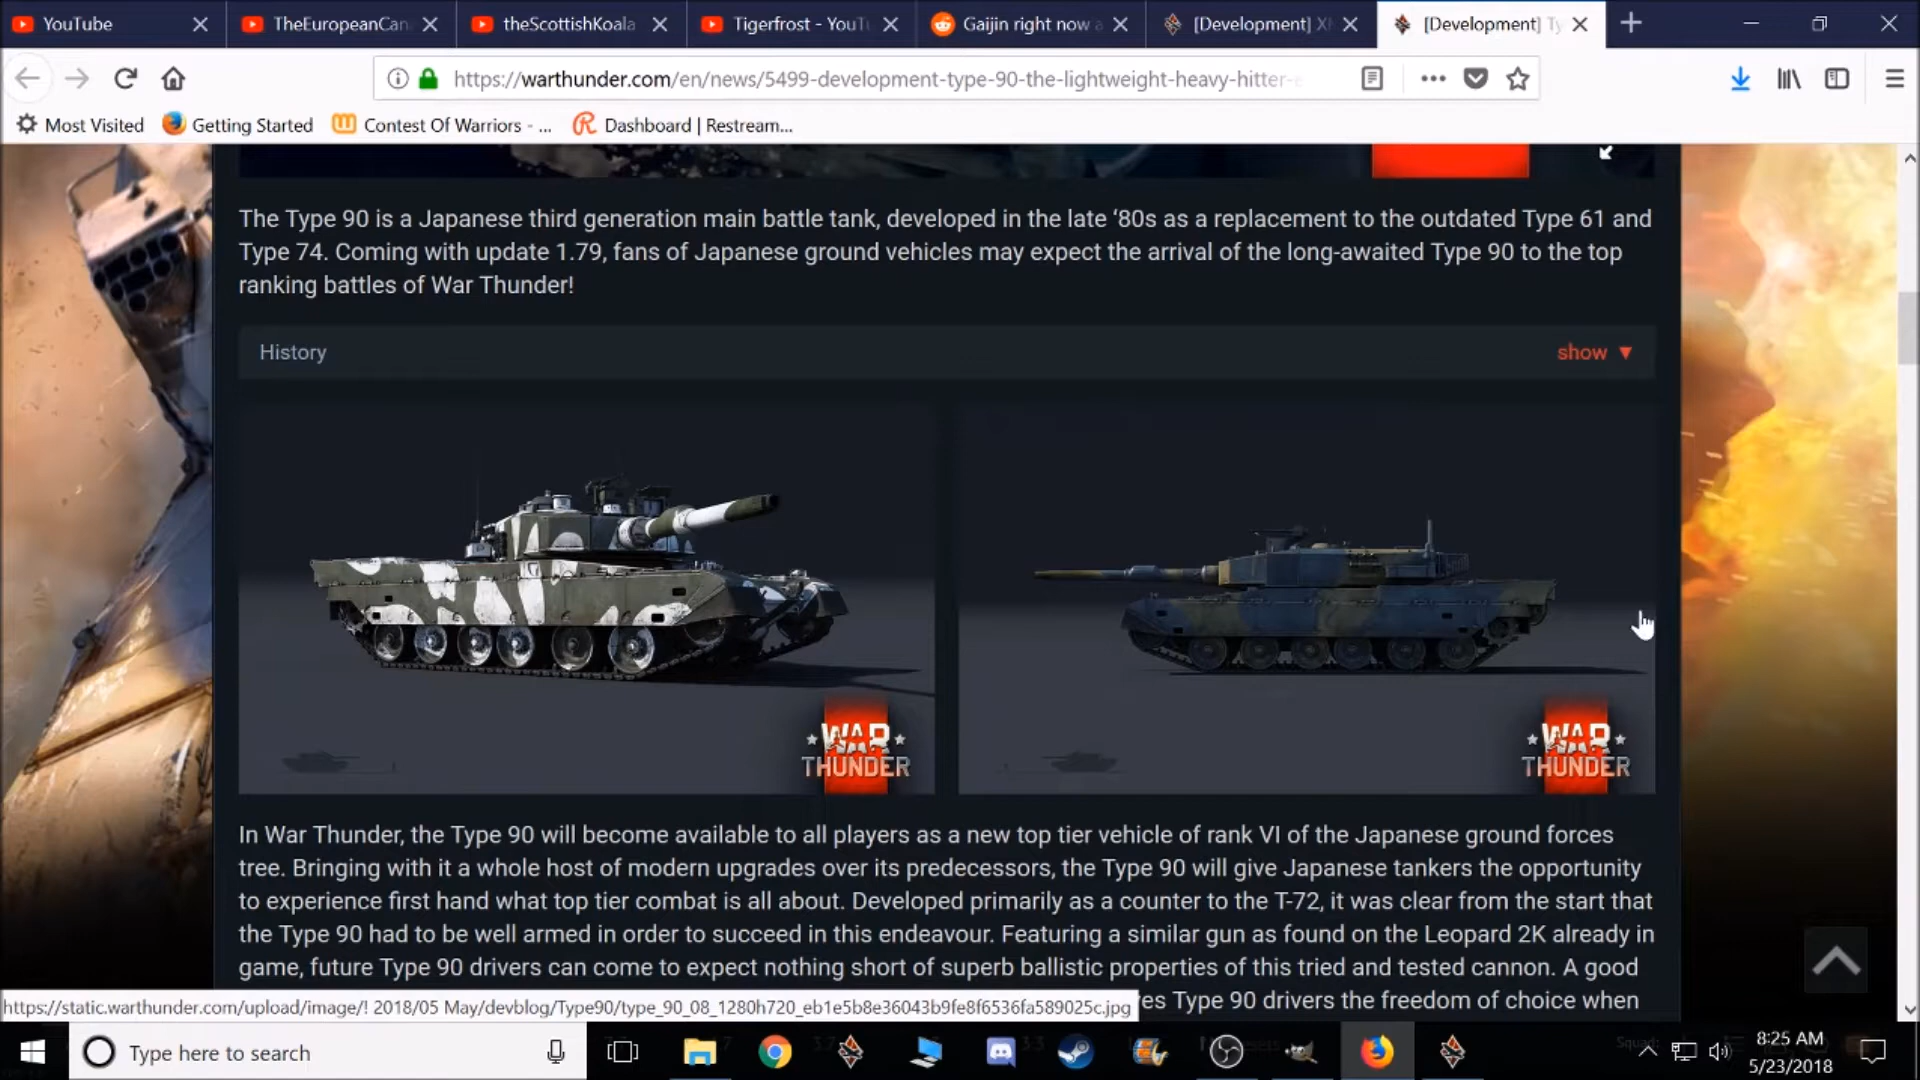 YouTube
TheEuropeanCan
theScottishKoala
Tigerfrost - YouTu
Gaijin right now a
[Development] X
[Development] Ty
https://warthunder.com/en/news/5499-development-type-90-the-lightweight-heavy-hitter-e
Most Visited
Getting Started
Contest Of Warriors - ...
Dashboard | Restream...
The Type 90 is a Japanese third generation main battle tank, developed in the late ‘80s as a replacement to the outdated Type 61 and
Type 74. Coming with update 1.79, fans of Japanese ground vehicles may expect the arrival of the long-awaited Type 90 to the top
ranking battles of War Thunder!
History
show
WAR
THUNDER
WAR
THUNDER
In War Thunder, the Type 90 will become available to all players as a new top tier vehicle of rank VI of the Japanese ground forces
tree. Bringing with it a whole host of modern upgrades over its predecessors, the Type 90 will give Japanese tankers the opportunity
to experience first hand what top tier combat is all about. Developed primarily as a counter to the T-72, it was clear from the start that
the Type 90 had to be well armed in order to succeed in this endeavour. Featuring a similar gun as found on the Leopard 2K already in
game, future Type 90 drivers can come to expect nothing short of superb ballistic properties of this tried and tested cannon. A good
ves Type 90 drivers the freedom of choice when
https://static.warthunder.com/upload/image/! 2018/05 May/devblog/Type90/type_90_08_1280h720_eb1e5b8e36043b9fe8f6536fa589025c.jpg
Type here to search
8:25 AM
5/23/2018